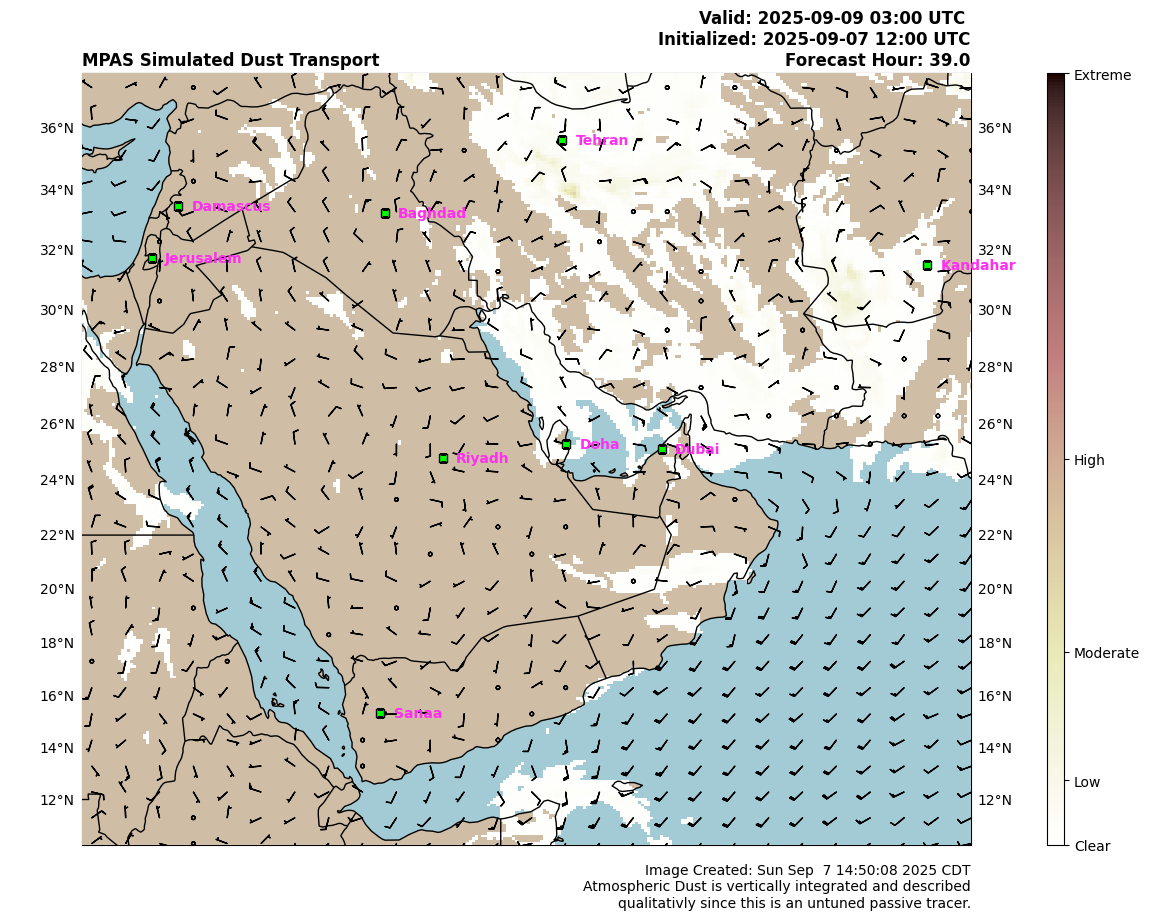 Valid: 2025-09-09 03:00 UTC
Initialized: 2025-09-07 12:00 UTC
MPAS Simulated Dust Transport Forecast Hour: 39.0
Extreme
36°N Tehran 36°N
34°N Damascus Baghdad 34°N
32°N Jerusalem Kandahar 32°N
30°N 30°N
28°N 28°N
26°N Doha Dubai 26°N
High
24°N Riyadh 24°N
22°N 22°N
20°N 20°N
18°N 18°N
Moderate
16°N Sanaa 16°N
14°N 14°N
12°N 12°N
Low
Clear
Image Created: Sun Sep  7 14:50:08 2025 CDT
Atmospheric Dust is vertically integrated and described
qualitativly since this is an untuned passive tracer.